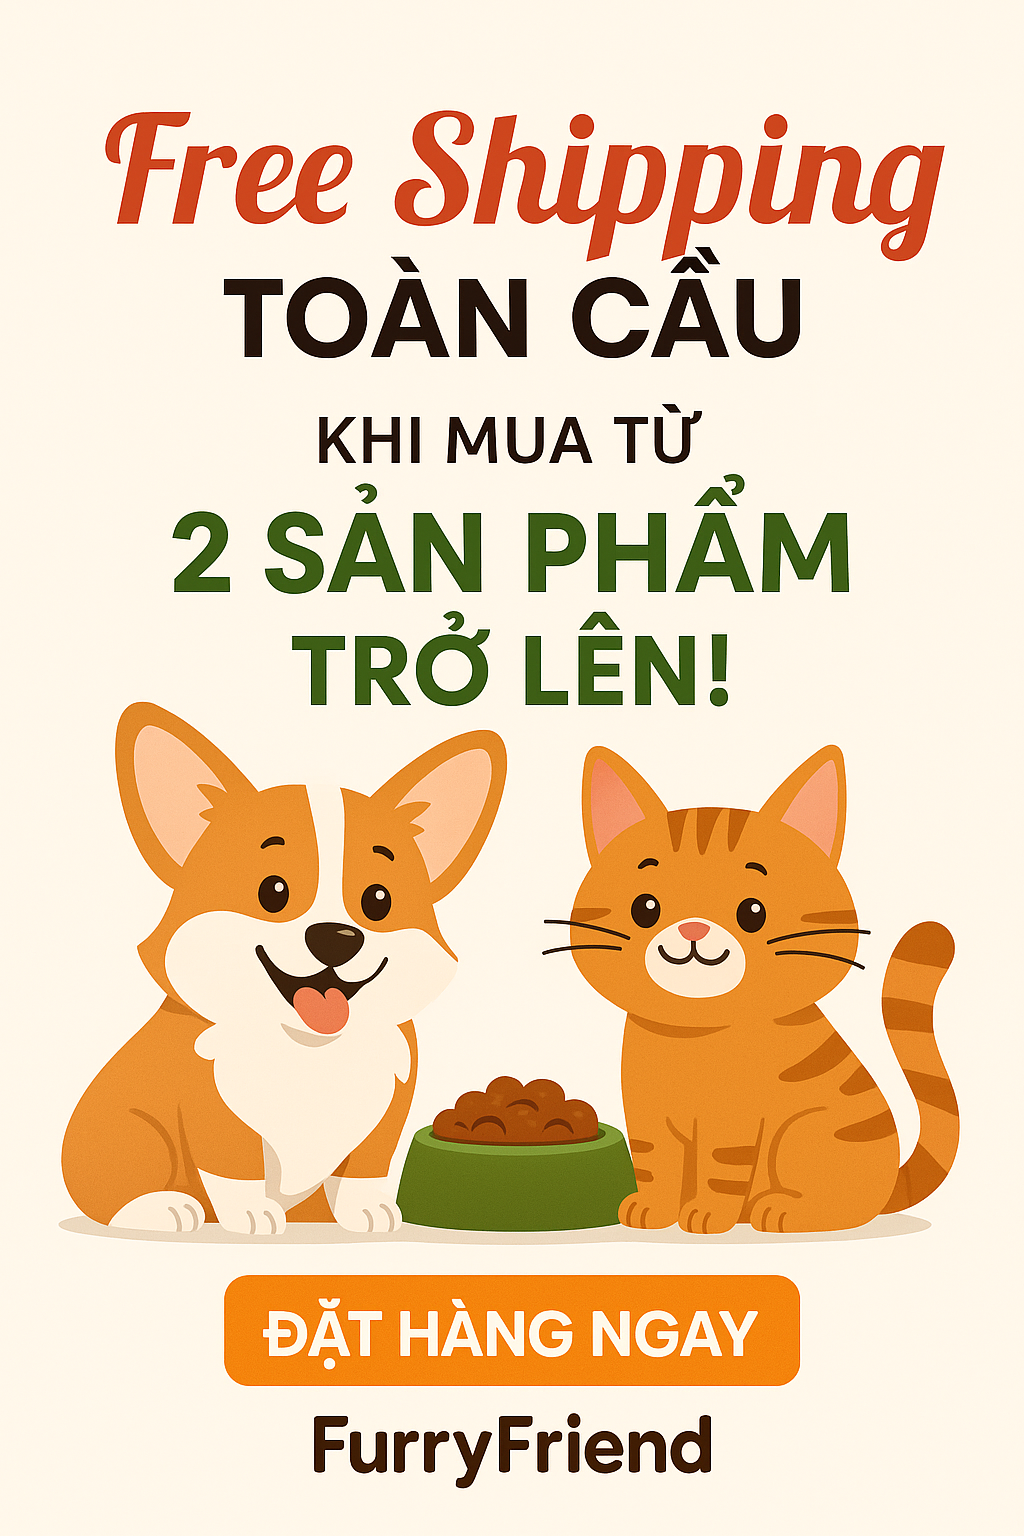 Free Shipping
TOÀN CẦU
KHI MUA TỪ
2 SẢN PHẨM
TRỞ LÊN!
ĐẶT HÀNG NGAY
FurryFriend